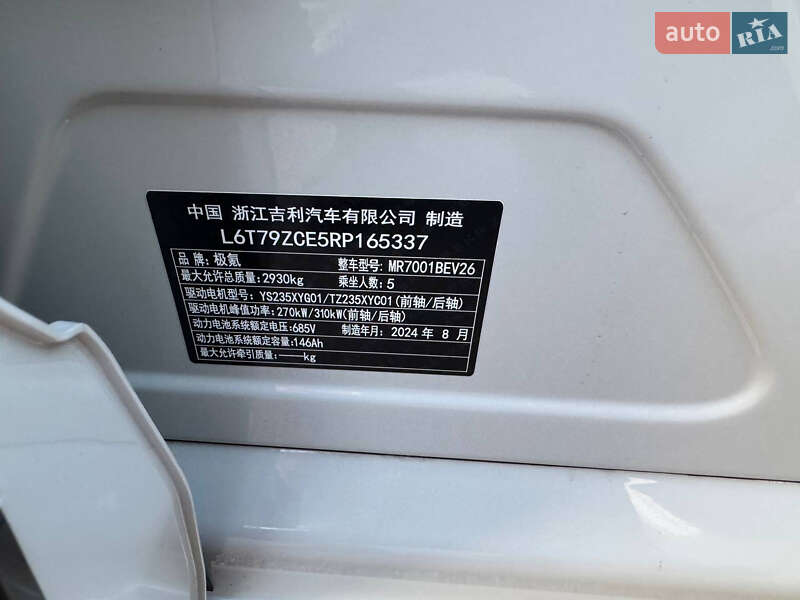 auto RIA.com
中国 浙江吉利汽车有限公司 制造
L6T79ZCE5RP165337
品 牌：极氪 整车型号：MR7001BEV26
最大允许总质量：2930kg 乘坐人数：5
驱动电机型号：YS235XYG01/TZ235XYC01(前轴/后轴)
驱动电机峰值功率：270kW/310kW(前轴/后轴)
动力电池系统额定电压：685V 制造年月：2024 年 8 月
动力电池系统额定容量：146Ah
最大允许牵引质量：——kg